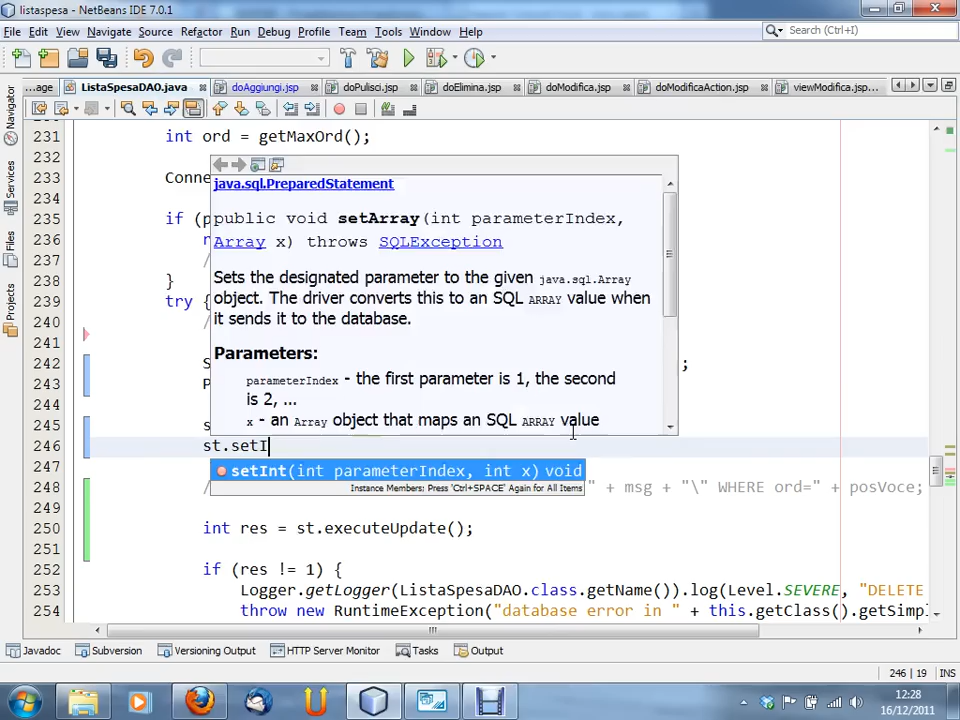 listaspesa - NetBeans IDE 7.0.1
File Edit View Navigate Source Refactor Run Debug Profile Team Tools Window Help
Search (Ctrl+I)
...age ListaSpesaDAO.java doAggiungi.jsp doPulisci.jsp doElimina.jsp doModifica.jsp doModificaAction.jsp viewModifica.jsp...
Navigator
Services
Files
Projects
231 int ord = getMaxOrd();
232
233 Conne
234
235 if (p
236
237 //
238 }
239 try {
240 /
241
242 S ;
243 p
244
245 s
246 st.setI
247
248 / " + msg + "\" WHERE ord=" + posVoce;
249
250 int res = st.executeUpdate();
251
252 if (res != 1) {
253 Logger.getLogger(ListaSpesaDAO.class.getName()).log(Level.SEVERE, "DELETE
254 throw new RuntimeException("database error in " + this.getClass().getSimpl
java.sql.PreparedStatement
public void setArray(int parameterIndex,
Array x) throws SQLException
Sets the designated parameter to the given java.sql.Array
object. The driver converts this to an SQL ARRAY value when
it sends it to the database.
Parameters:
parameterIndex - the first parameter is 1, the second
is 2, ...
x - an Array object that maps an SQL ARRAY value
setInt(int parameterIndex, int x) void
Instance Members; Press 'Ctrl+SPACE' Again for All Items
Javadoc Subversion Versioning Output HTTP Server Monitor Tasks Output
246 | 19 INS
12:28
16/12/2011